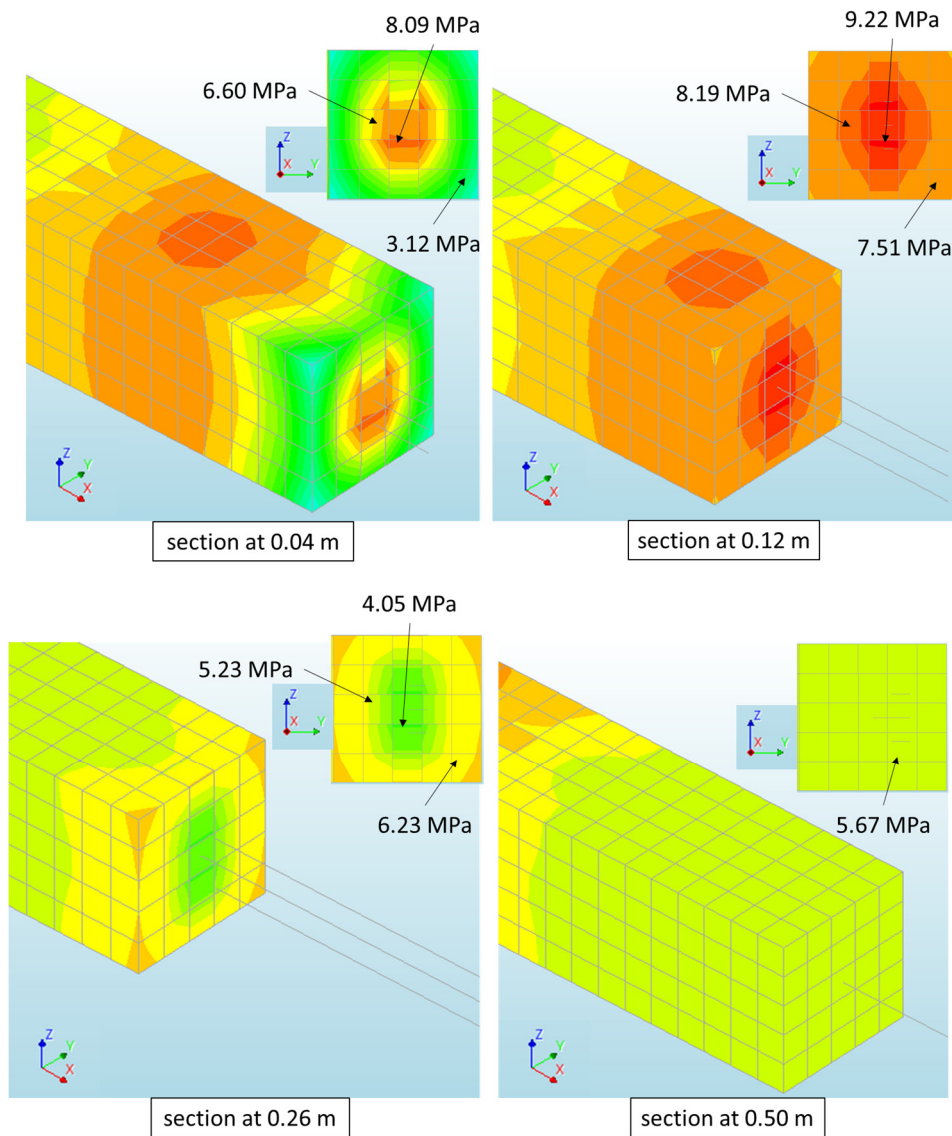 8.09 MPa
6.60 MPa
Z
X
Y
3.12 MPa
Z
Y
X
section at 0.04 m
9.22 MPa
8.19 MPa
Z
X
Y
7.51 MPa
Z
Y
X
section at 0.12 m
4.05 MPa
5.23 MPa
Z
X
Y
6.23 MPa
Z
Y
X
section at 0.26 m
Z
X
Y
5.67 MPa
Z
Y
X
section at 0.50 m